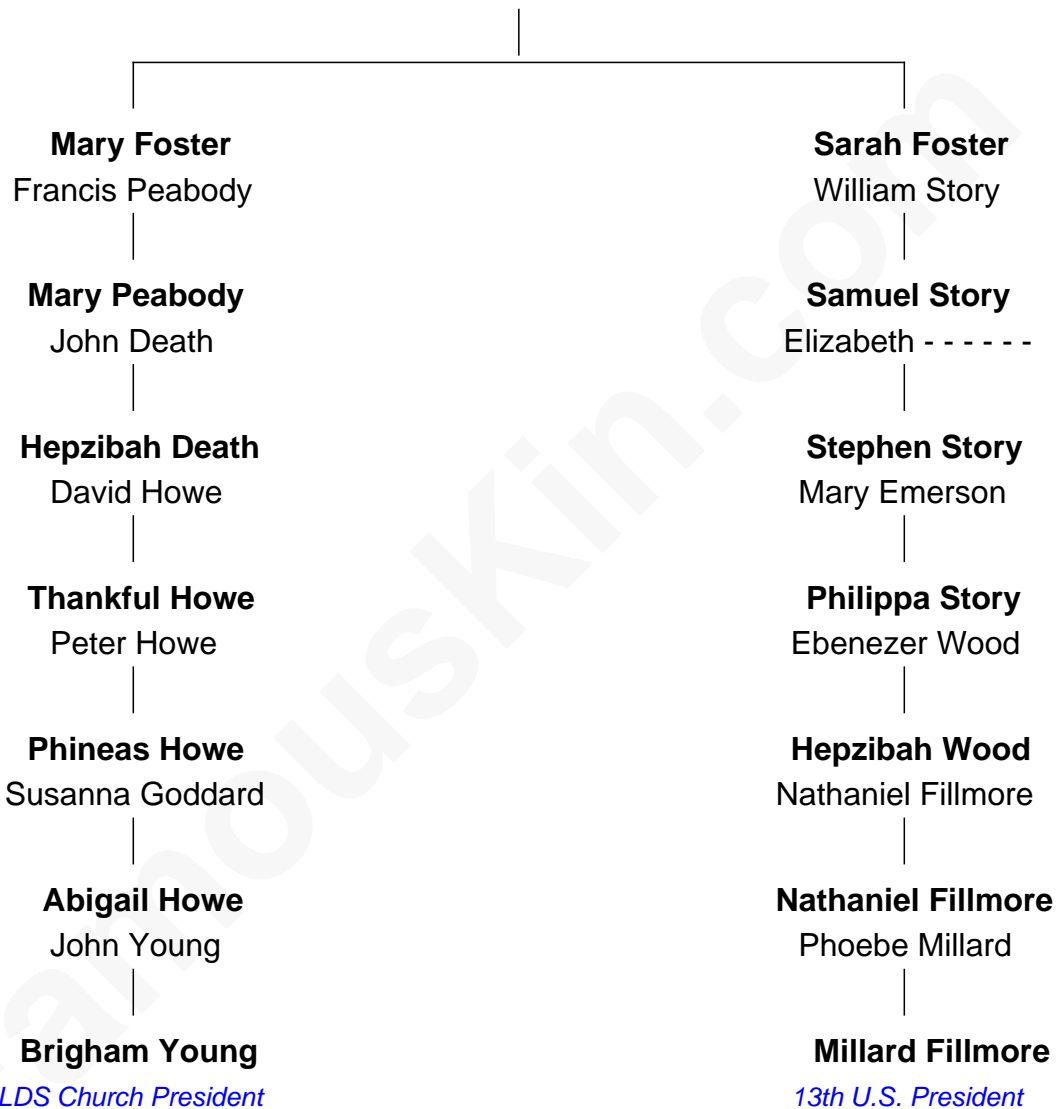 Mary Foster
Francis Peabody
Mary Peabody
John Death
Hepzibah Death
David Howe
Thankful Howe
Peter Howe
Phineas Howe
Susanna Goddard
Abigail Howe
John Young
Brigham Young
LDS Church President
Sarah Foster
William Story
Samuel Story
Elizabeth - - - - - -
Stephen Story
Mary Emerson
Philippa Story
Ebenezer Wood
Hepzibah Wood
Nathaniel Fillmore
Nathaniel Fillmore
Phoebe Millard
Millard Fillmore
13th U.S. President
amousKin.com